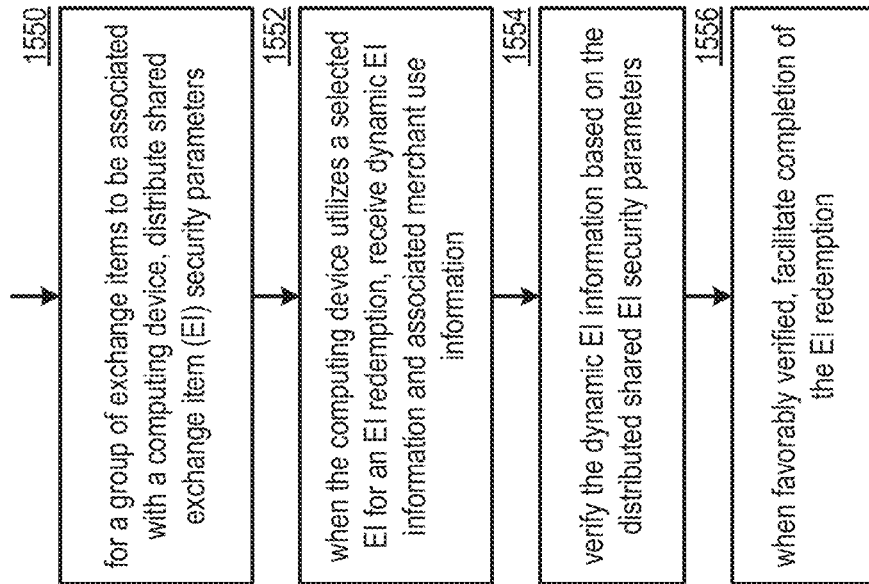 1550
for a group of exchange items to be associated
with a computing device, distribute shared
exchange item (EI) security parameters
1552
when the computing device utilizes a selected
EI for an EI redemption, receive dynamic EI
information and associated merchant use
information
1554
verify the dynamic EI information based on the
distributed shared EI security parameters
1556
when favorably verified, facilitate completion of
the EI redemption